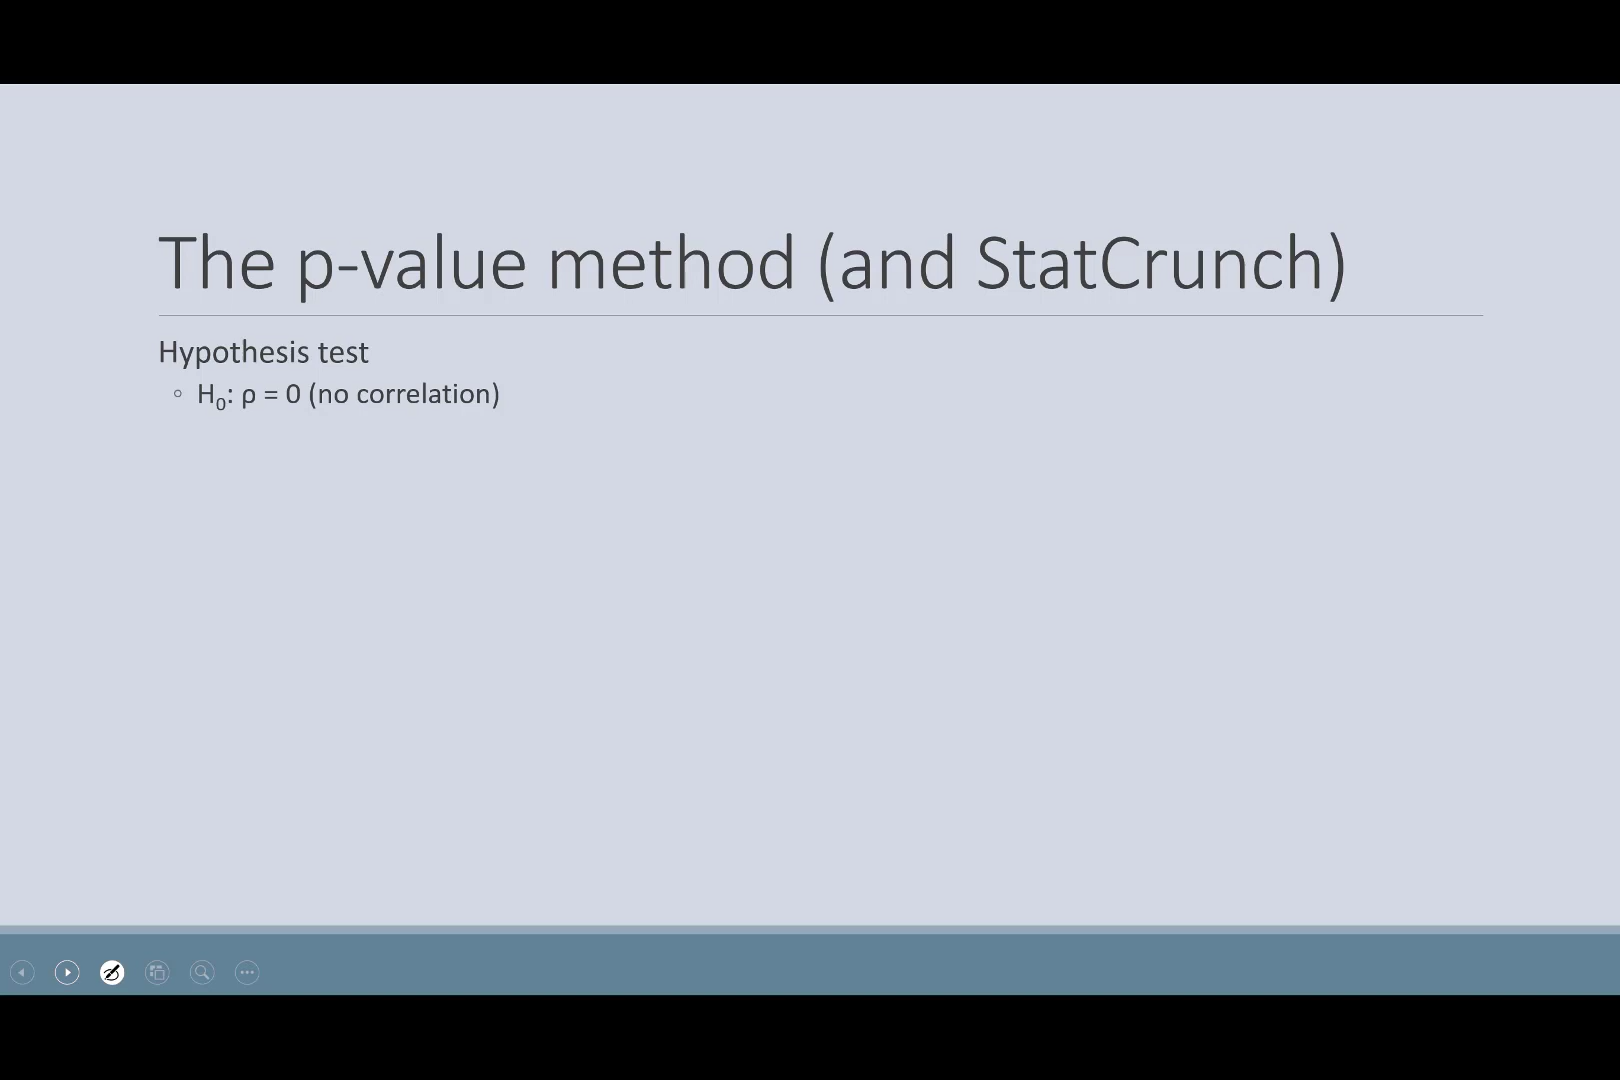 The p-value method (and StatCrunch)
Hypothesis test
◦ H₀: ρ = 0 (no correlation)